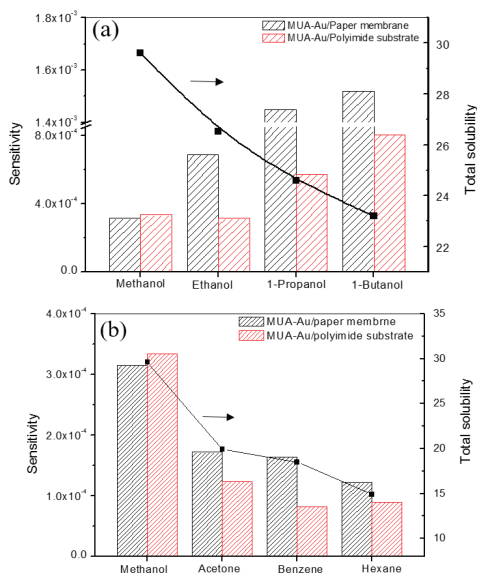 (a)
MUA-Au/Paper membrane
MUA-Au/Polyimide substrate
1.8x10⁻³
1.6x10⁻³
1.4x10⁻³
8.0x10⁻⁴
4.0x10⁻⁴
0.0
Sensitivity
30
28
26
24
22
Total solubility
Methanol Ethanol 1-Propanol 1-Butanol
(b)
MUA-Au/paper membrne
MUA-Au/polyimide substrate
4.0x10⁻⁴
3.0x10⁻⁴
2.0x10⁻⁴
1.0x10⁻⁴
0.0
Sensitivity
35
30
25
20
15
10
Total solubility
Methanol Acetone Benzene Hexane